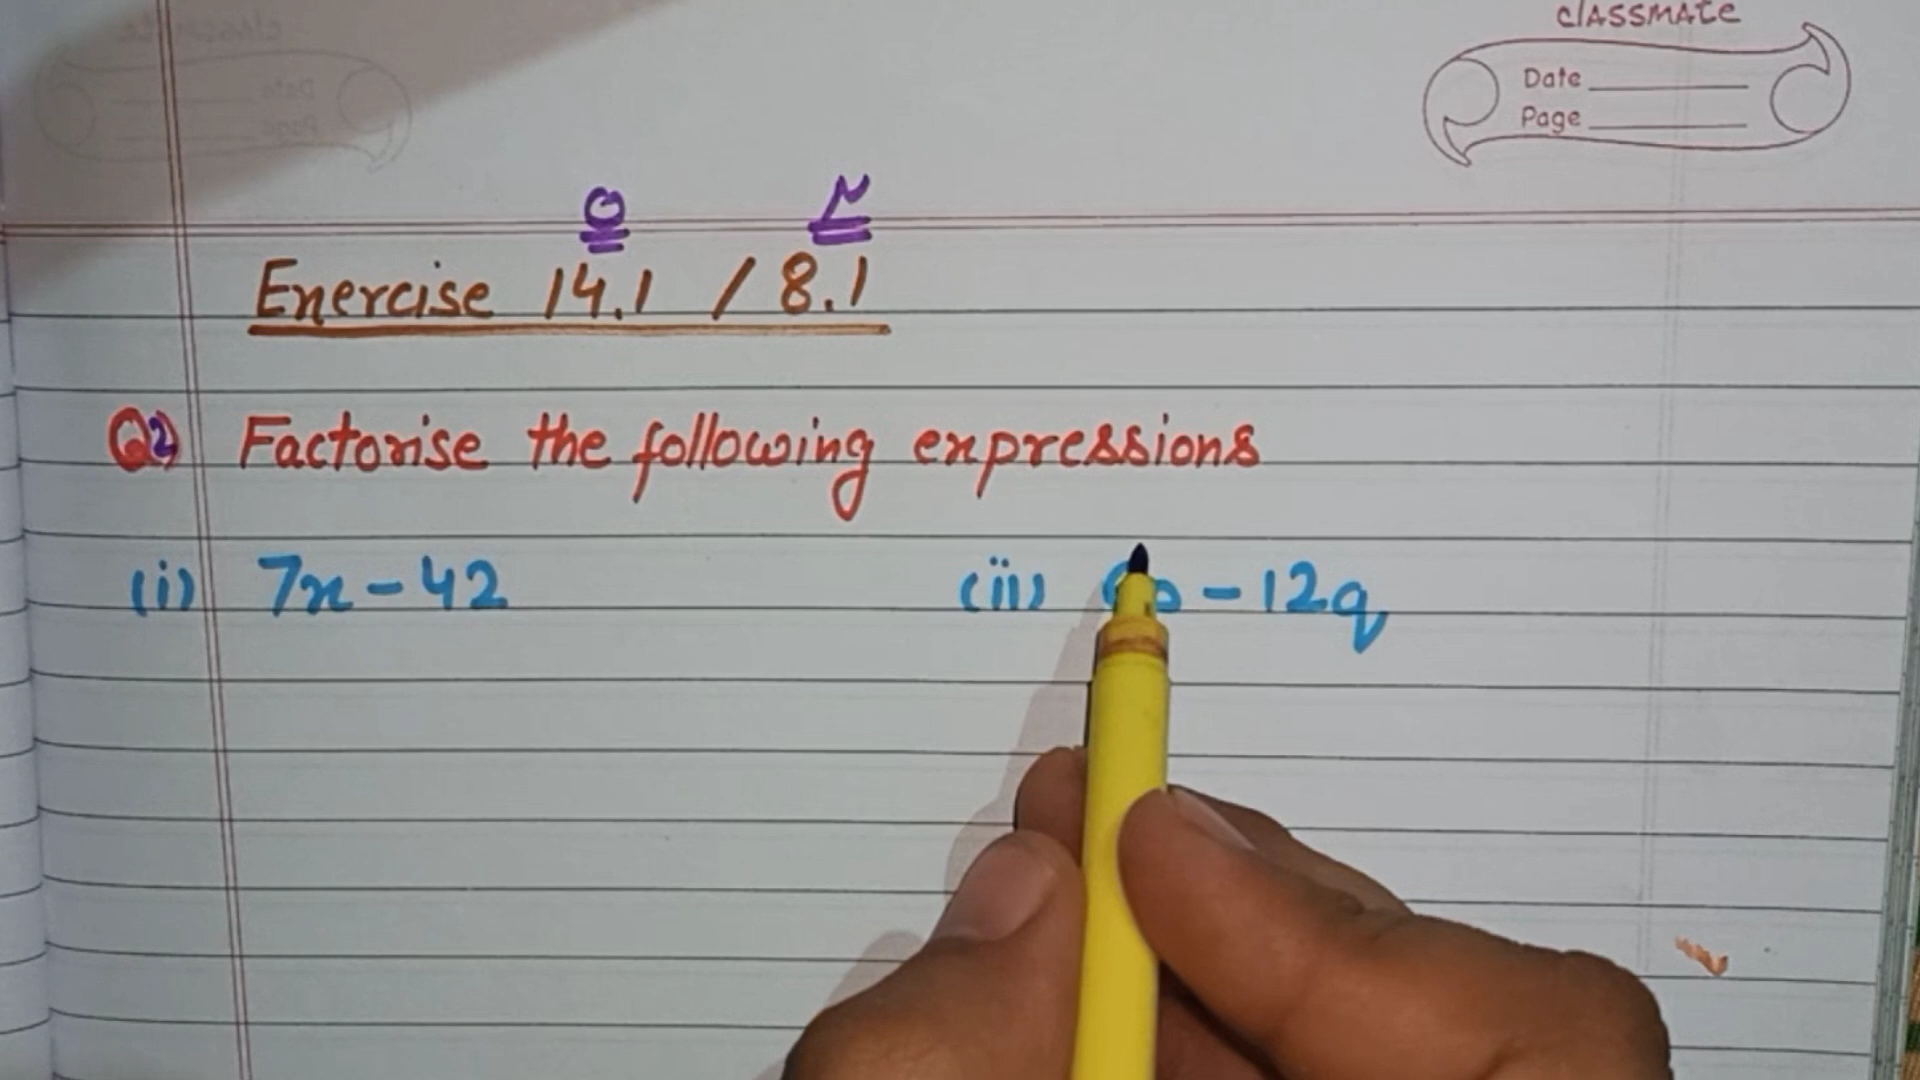 classmate
Date
Page
O N
Exercise 14.1 / 8.1
Q2) Factorise the following expressions
(i) 7x - 42 (ii) - 12q